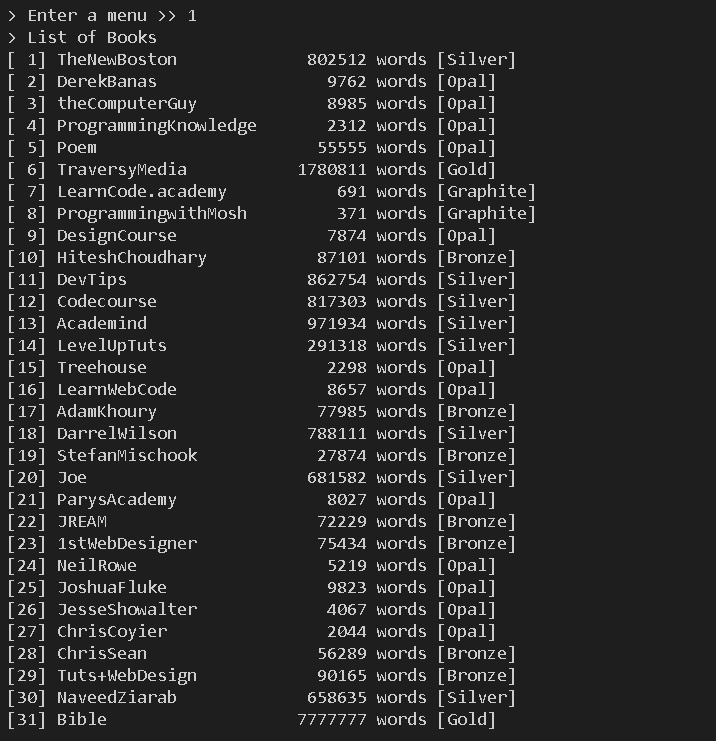 > Enter a menu >> 1
> List of Books
[ 1] TheNewBoston             802512 words [Silver]
[ 2] DerekBanas                 9762 words [Opal]
[ 3] theComputerGuy             8985 words [Opal]
[ 4] ProgrammingKnowledge       2312 words [Opal]
[ 5] Poem                      55555 words [Opal]
[ 6] TraversyMedia           1780811 words [Gold]
[ 7] LearnCode.academy           691 words [Graphite]
[ 8] ProgrammingwithMosh         371 words [Graphite]
[ 9] DesignCourse               7874 words [Opal]
[10] HiteshChoudhary           87101 words [Bronze]
[11] DevTips                  862754 words [Silver]
[12] Codecourse               817303 words [Silver]
[13] Academind                971934 words [Silver]
[14] LevelUpTuts              291318 words [Silver]
[15] Treehouse                  2298 words [Opal]
[16] LearnWebCode               8657 words [Opal]
[17] AdamKhoury                77985 words [Bronze]
[18] DarrelWilson             788111 words [Silver]
[19] StefanMischook            27874 words [Bronze]
[20] Joe                      681582 words [Silver]
[21] ParysAcademy               8027 words [Opal]
[22] JREAM                     72229 words [Bronze]
[23] 1stWebDesigner            75434 words [Bronze]
[24] NeilRowe                   5219 words [Opal]
[25] JoshuaFluke                9823 words [Opal]
[26] JesseShowalter             4067 words [Opal]
[27] ChrisCoyier                2044 words [Opal]
[28] ChrisSean                 56289 words [Bronze]
[29] Tuts+WebDesign            90165 words [Bronze]
[30] NaveedZiarab             658635 words [Silver]
[31] Bible                   7777777 words [Gold]